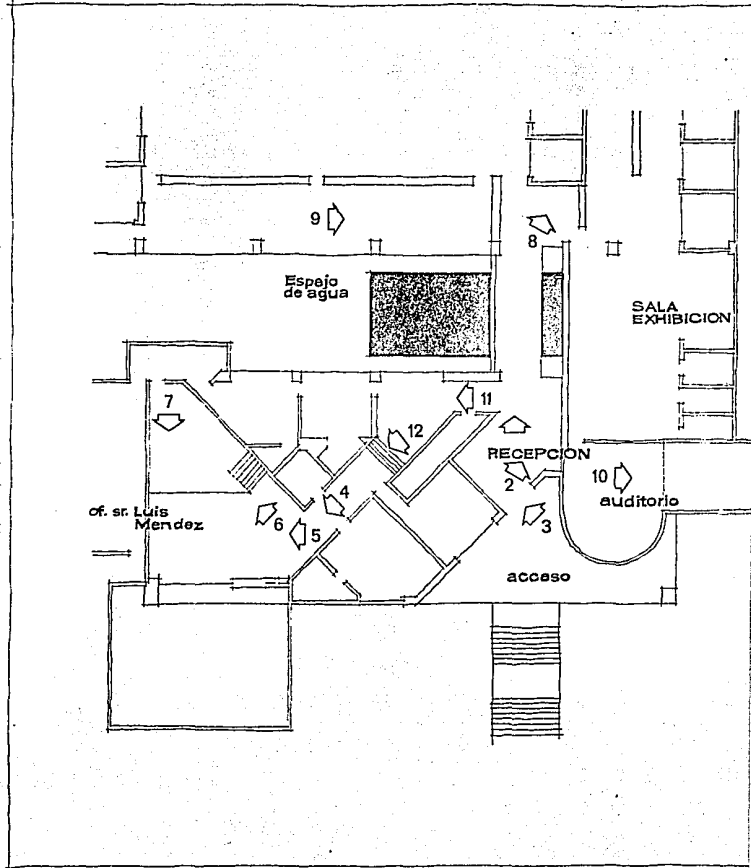 9
8
Espejo
de agua
SALA
EXHIBICION
7
11
12
RECEPCION
2
10
auditorio
4
of. sr. Luis
Mendez
6
5
3
acceso